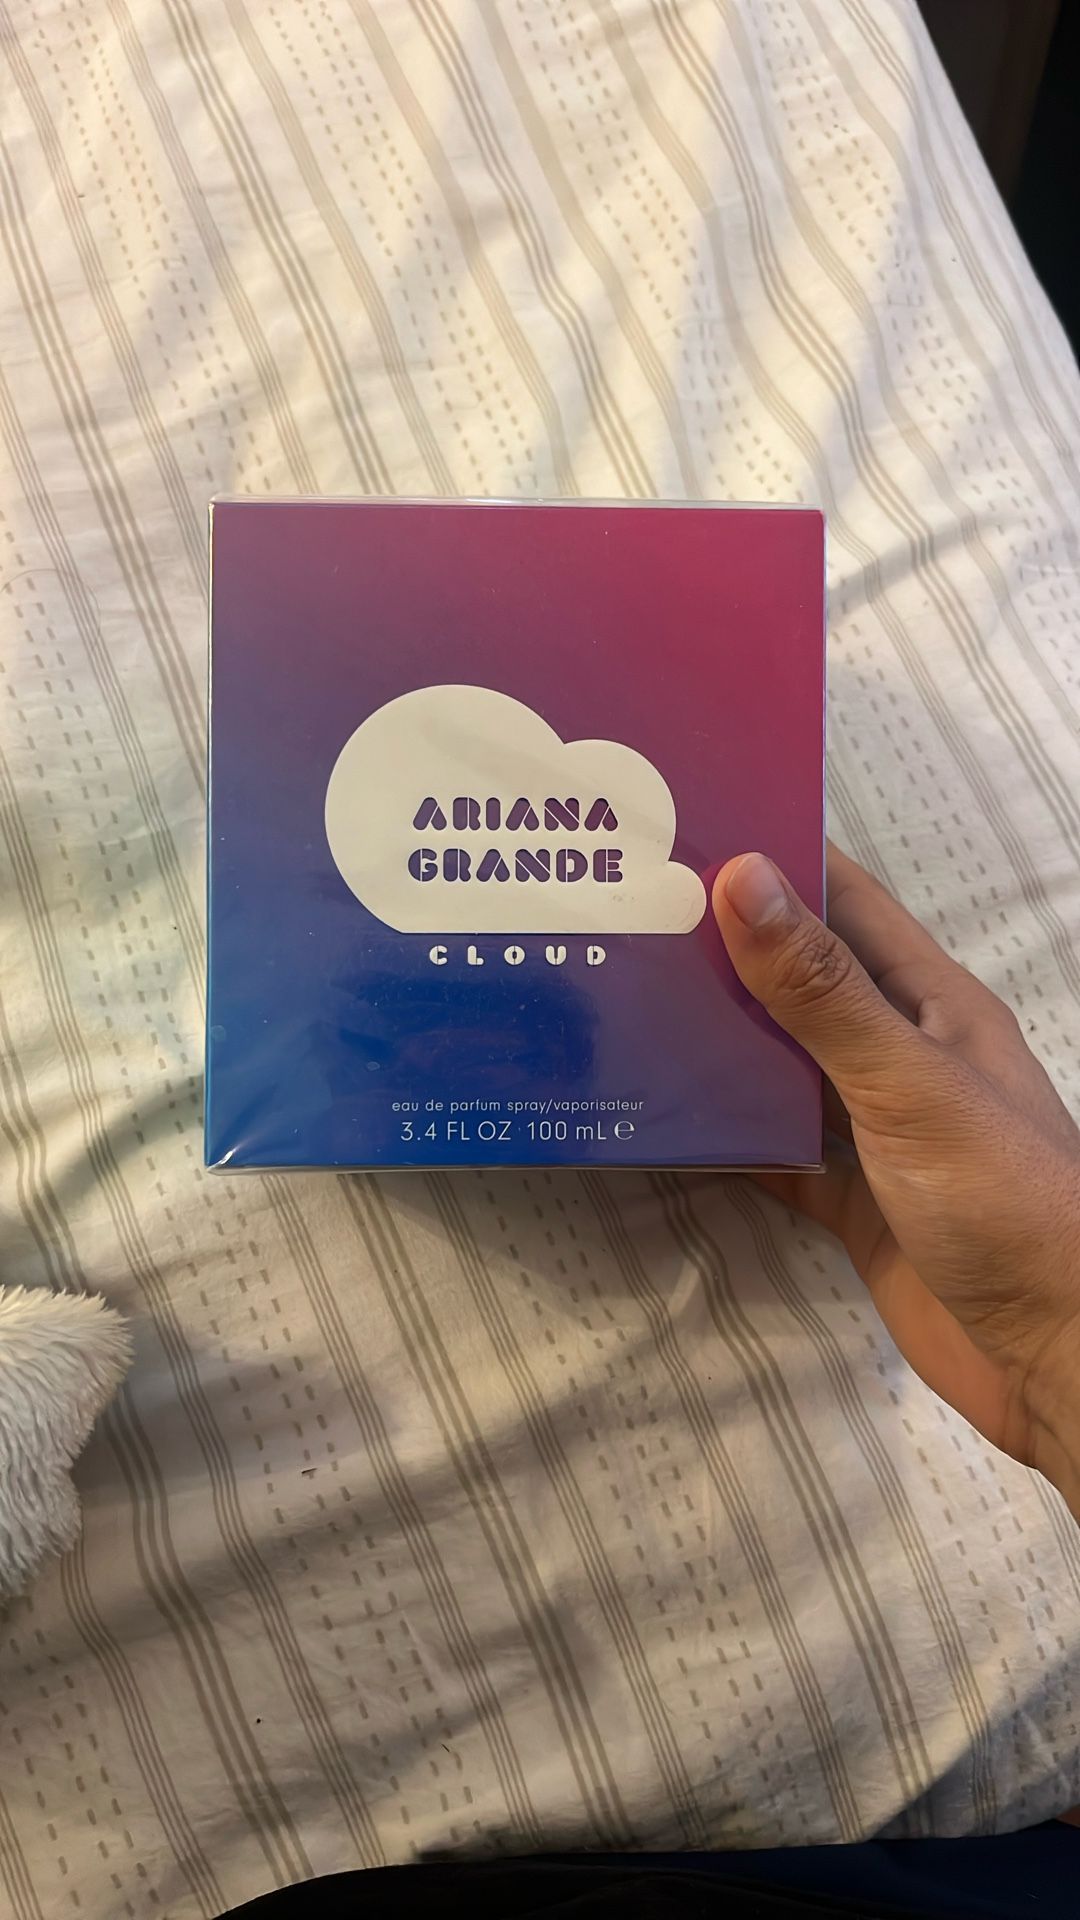 ARIANA
GRANDE
CLOUD
eau de parfum spray/vaporisateur
3.4 FL OZ 100 mL ℮